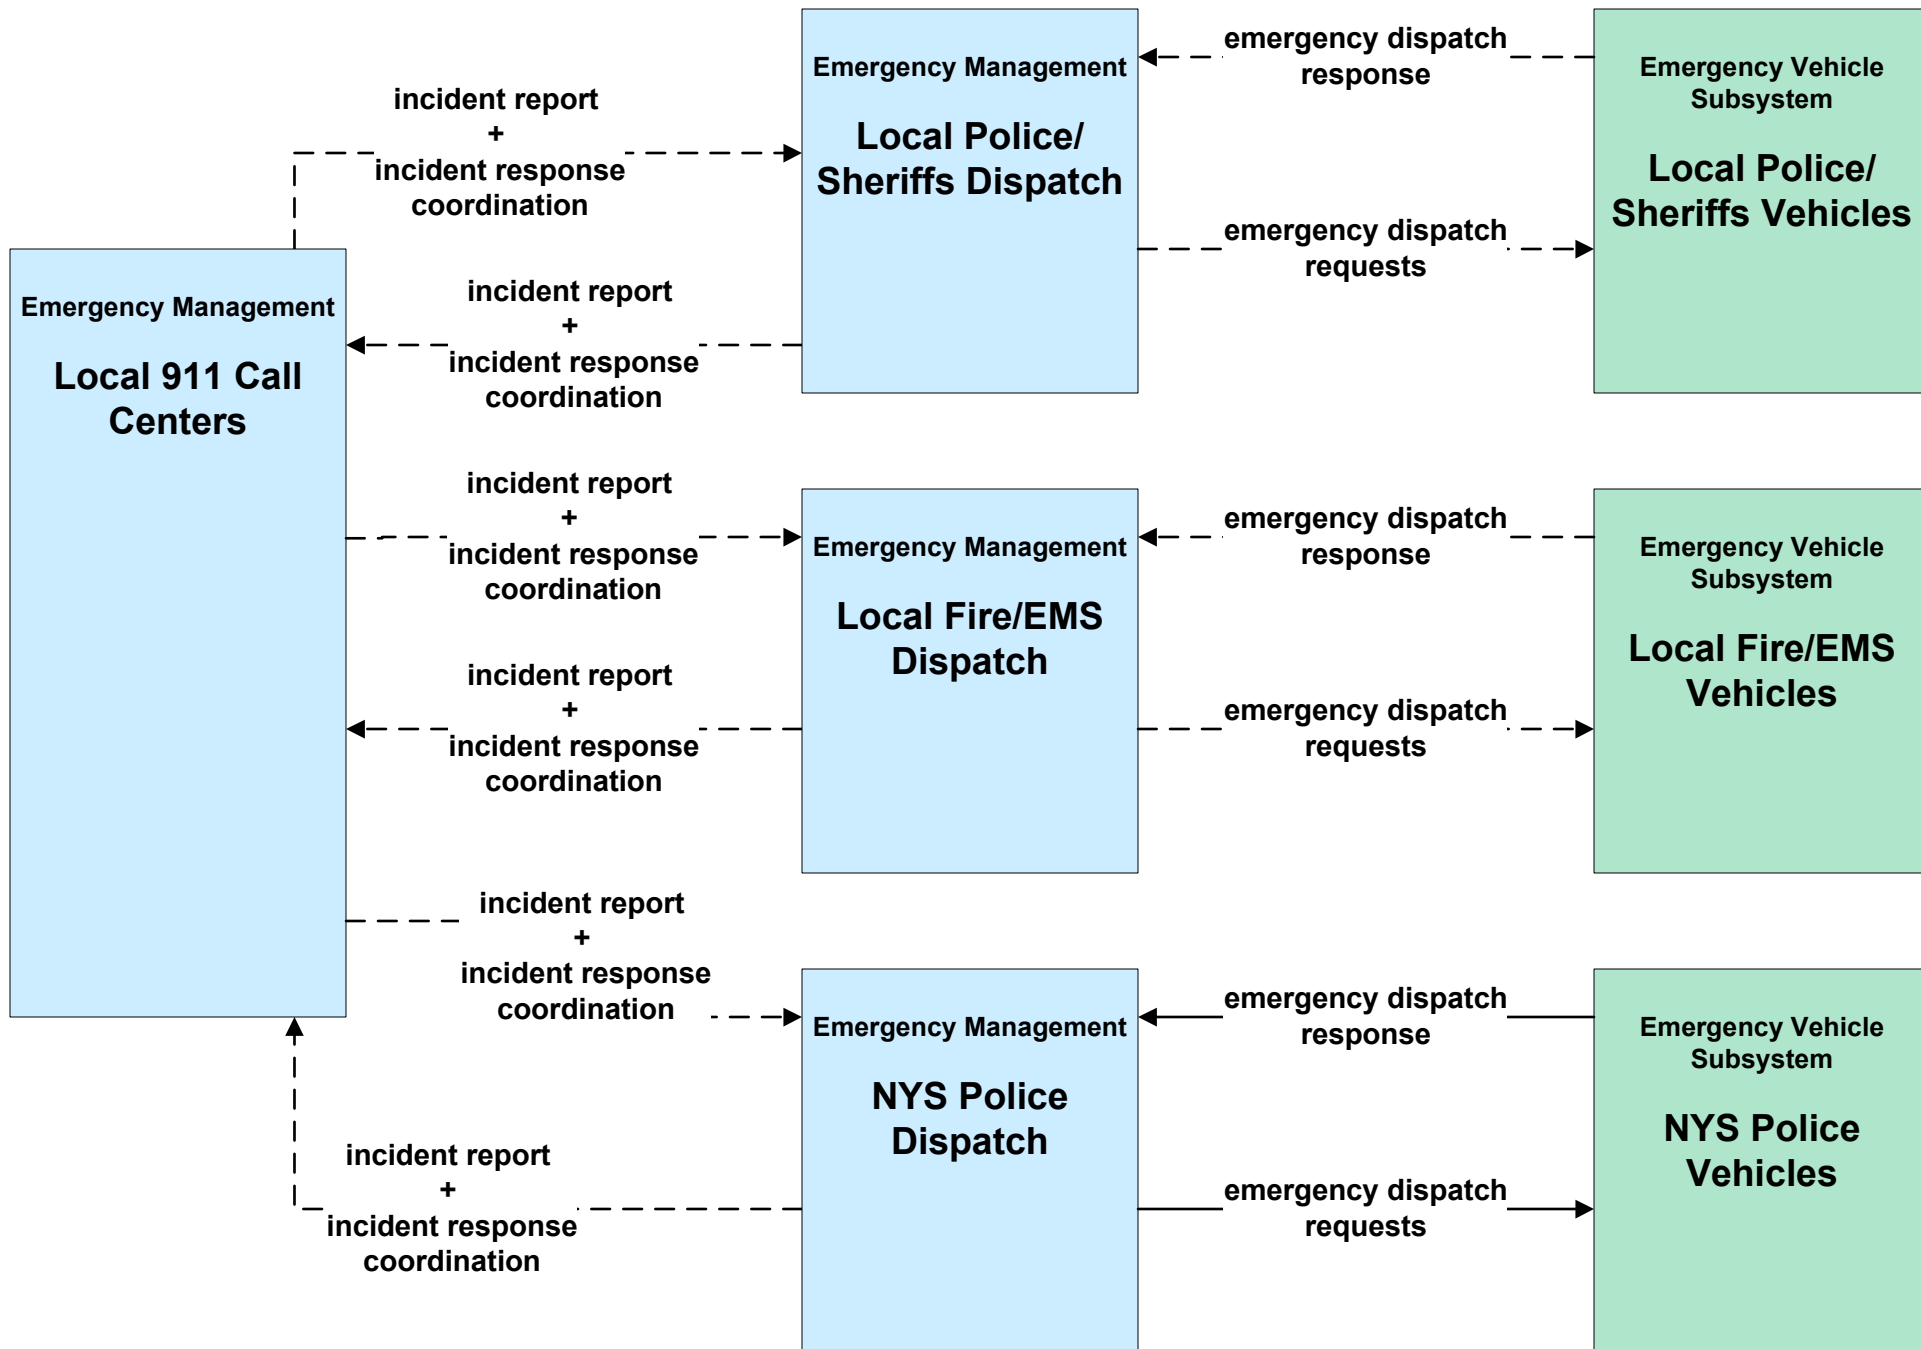 Emergency Management
Local 911 Call
Centers
incident report
+
incident response
coordination
incident report
+
incident response
coordination
incident report
+
incident response
coordination
incident report
+
incident response
coordination
incident report
+
incident response
coordination
incident report
+
incident response
coordination
Emergency Management
Local Police/
Sheriffs Dispatch
emergency dispatch
response
emergency dispatch
requests
Emergency Vehicle
Subsystem
Local Police/
Sheriffs Vehicles
Emergency Management
Local Fire/EMS
Dispatch
emergency dispatch
response
emergency dispatch
requests
Emergency Vehicle
Subsystem
Local Fire/EMS
Vehicles
Emergency Management
NYS Police
Dispatch
emergency dispatch
response
emergency dispatch
requests
Emergency Vehicle
Subsystem
NYS Police
Vehicles